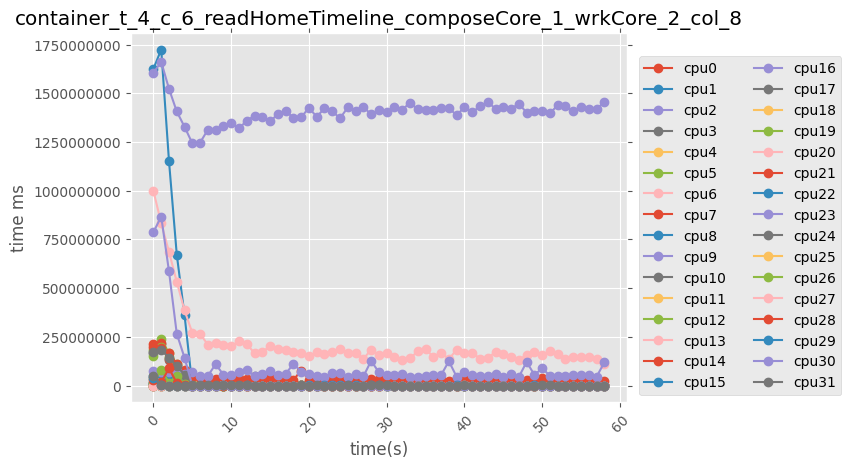 container_t_4_c_6_readHomeTimeline_composeCore_1_wrkCore_2_col_8
1750000000
1500000000
1250000000
1000000000
750000000
500000000
250000000
0
time ms
0
10
20
30
40
50
60
time(s)
cpu0
cpu1
cpu2
cpu3
cpu4
cpu5
cpu6
cpu7
cpu8
cpu9
cpu10
cpu11
cpu12
cpu13
cpu14
cpu15
cpu16
cpu17
cpu18
cpu19
cpu20
cpu21
cpu22
cpu23
cpu24
cpu25
cpu26
cpu27
cpu28
cpu29
cpu30
cpu31